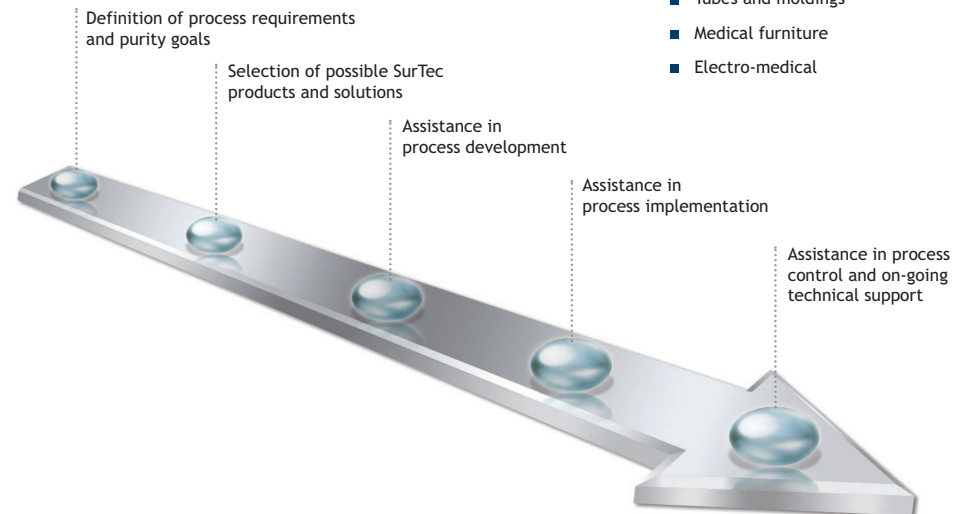 Tubes and moldings
Medical furniture
Electro-medical
Definition of process requirements
and purity goals
Selection of possible SurTec
products and solutions
Assistance in
process development
Assistance in
process implementation
Assistance in process
control and on-going
technical support